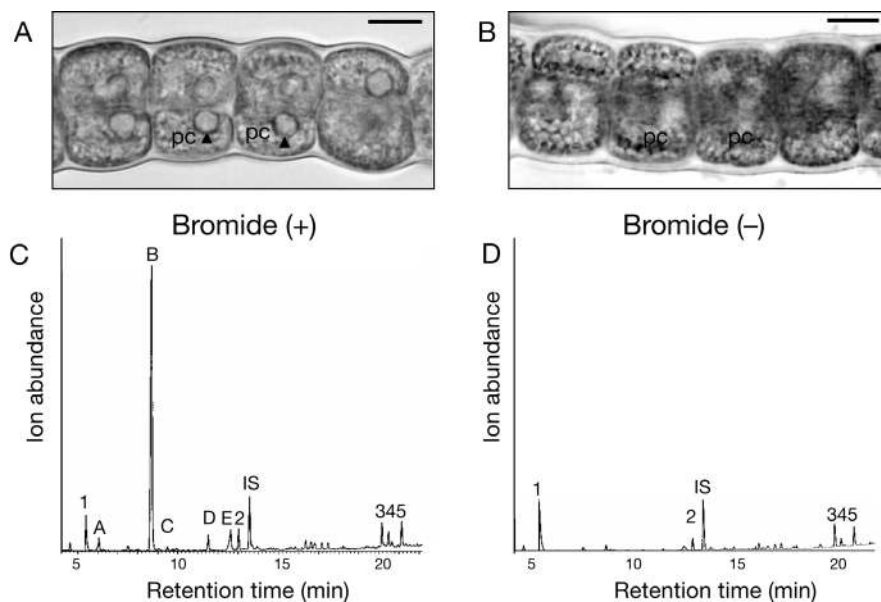 A
B
pc
pc
pc
pc
Bromide (+)
Bromide (–)
C
D
B
1
A
C
D
E
2
IS
345
1
2
IS
345
Ion abundance
Ion abundance
5
10
15
20
5
10
15
20
Retention time (min)
Retention time (min)